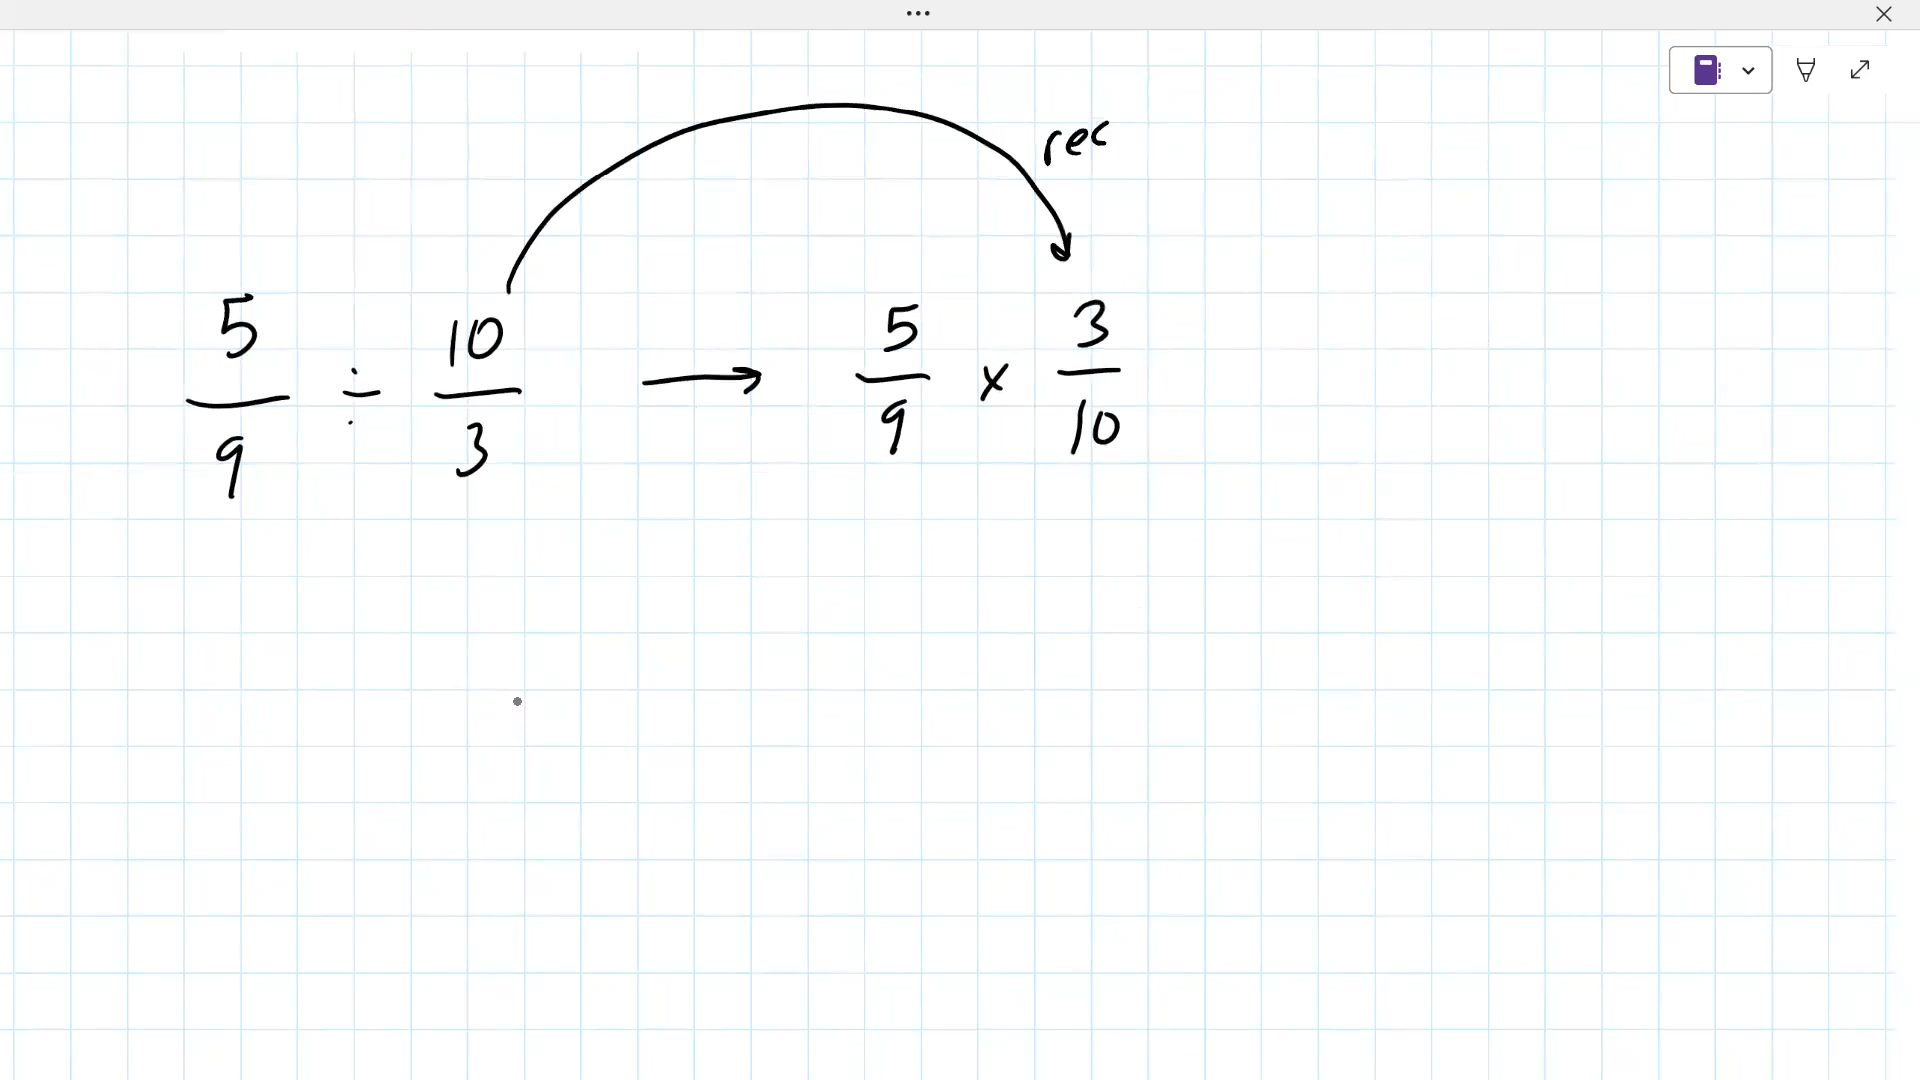 rec
5/9 ÷ 10/3 → 5/9 x 3/10